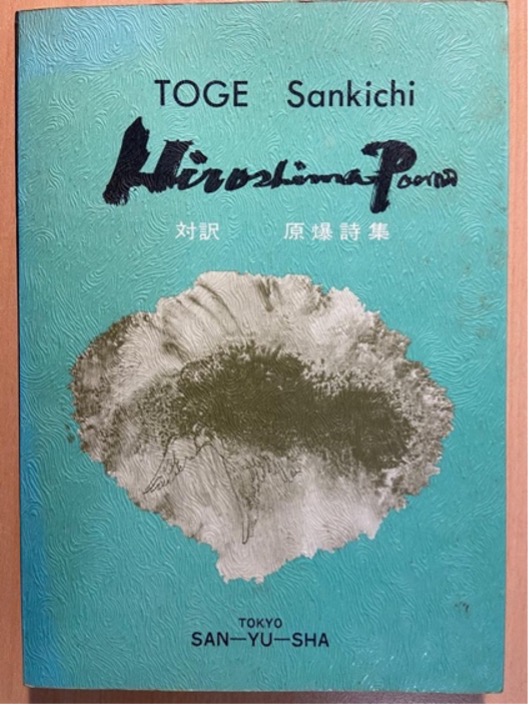 TOGE Sankichi
Hiroshima Poems
対訳 原爆詩集
TOKYO
SAN-YU-SHA